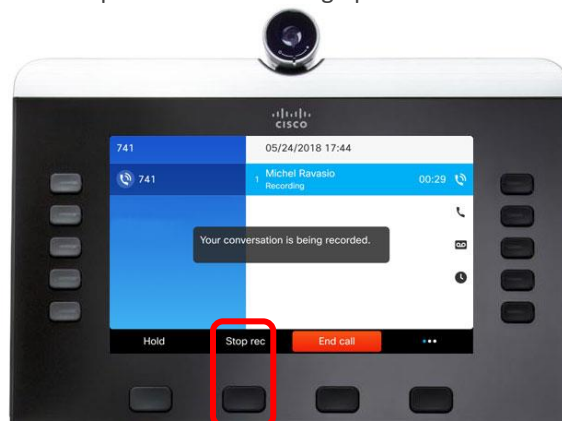 CISCO
741
05/24/2018 17:44
741
1 Michel Ravasio
Recording
00:29
Your conversation is being recorded.
Hold
Stop rec
End call